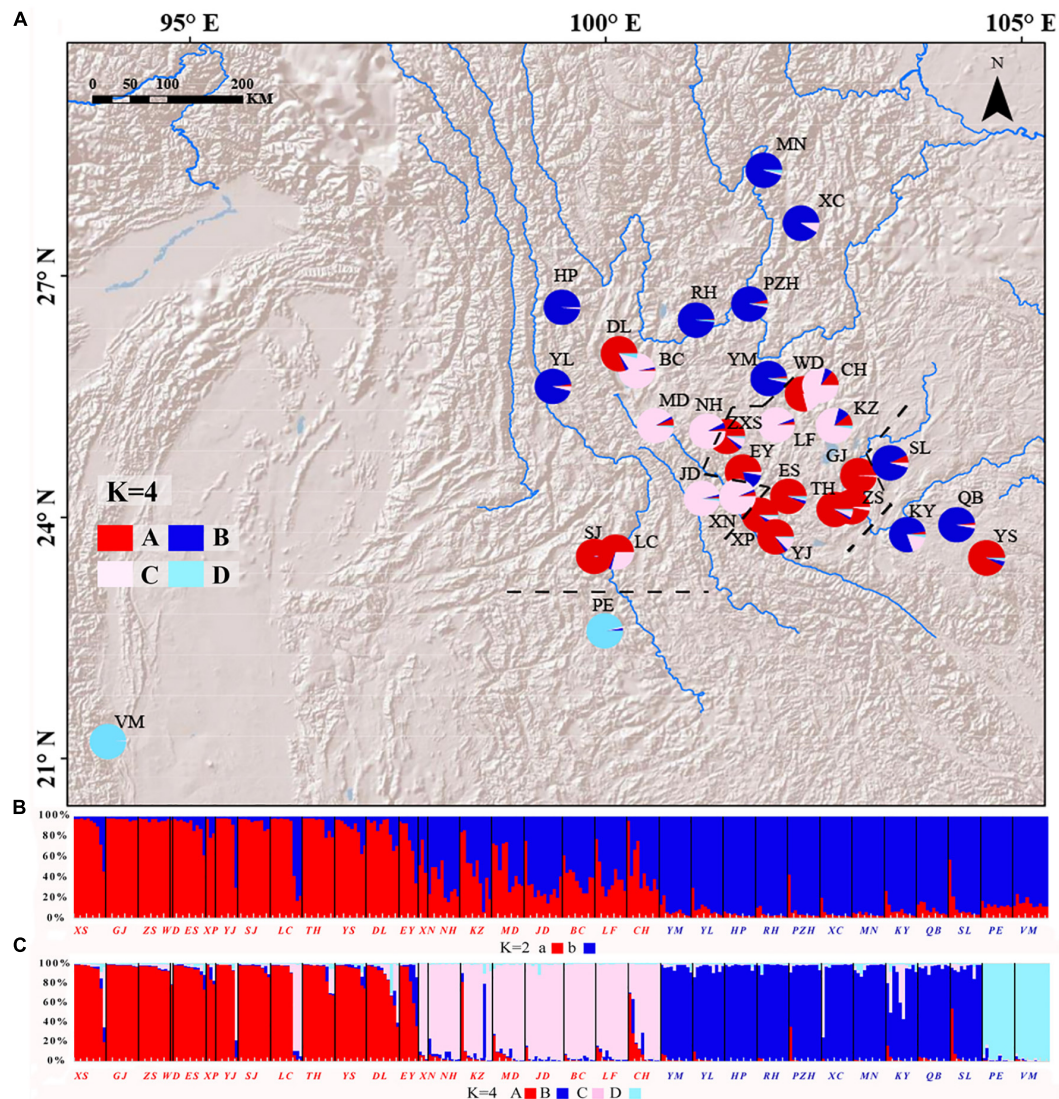 A
95° E 100° E 105° E
0 50 100 200
KM
N
MN
XC
27° N
HP
RH
PZH
DL
BC
YL
YM
WD
CH
MD
NH
ZXS
LF
KZ
EY
GJ
SL
JD
ES
TH
ZS
24° N
K=4
A B
C D
XN
XP
YJ
KY
QB
YS
SJ
LC
PE
VM
21° N
B
100%
80%
60%
40%
20%
0%
XS GJ ZS WD ES XP YJ SJ LC TH YS DL EY XN NH KZ MD JD BC LF CH YM YL HP RH PZH XC MN KY QB SL PE VM
K=2 a b
C
100%
80%
60%
40%
20%
0%
XS GJ ZS WD ES XP YJ SJ LC TH YS DL EY XN NH KZ MD JD BC LF CH YM YL HP RH PZH XC MN KY QB SL PE VM
K=4 A B C D